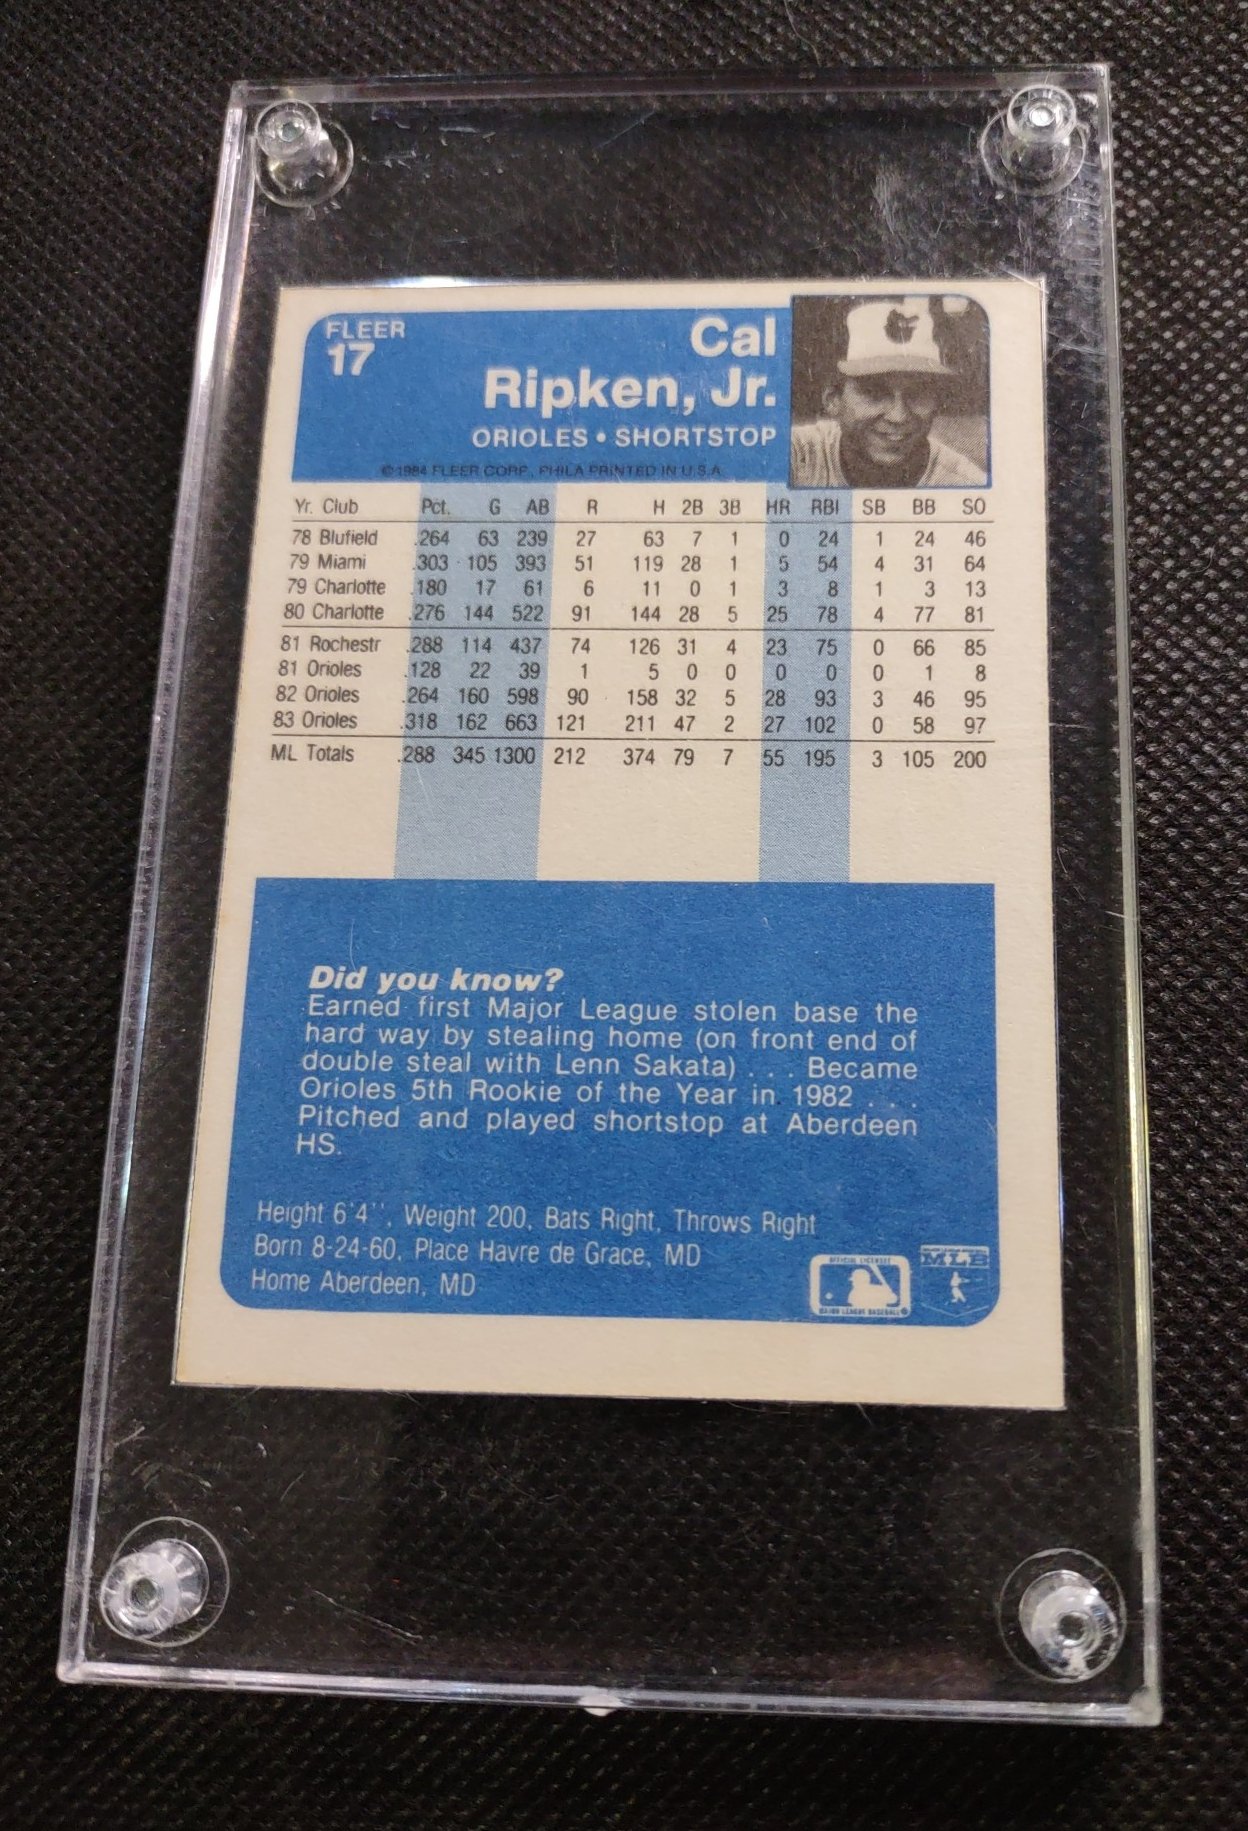 FLEER
17
Cal
Ripken, Jr.
ORIOLES • SHORTSTOP
© 1984 FLEER CORP., PHILA PRINTED IN U.S.A.
Yr. Club Pct. G AB R H 2B 3B HR RBI SB BB SO
78 Blufield .264 63 239 27 63 7 1 0 24 1 24 46
79 Miami .303 105 393 51 119 28 1 5 54 4 31 64
79 Charlotte .180 17 61 6 11 0 1 3 8 1 3 13
80 Charlotte .276 144 522 91 144 28 5 25 78 4 77 81
81 Rochestr .288 114 437 74 126 31 4 23 75 0 66 85
81 Orioles .128 22 39 1 5 0 0 0 0 0 1 8
82 Orioles .264 160 598 90 158 32 5 28 93 3 46 95
83 Orioles .318 162 663 121 211 47 2 27 102 0 58 97
ML Totals .288 345 1300 212 374 79 7 55 195 3 105 200
Did you know?
Earned first Major League stolen base the
hard way by stealing home (on front end of
double steal with Lenn Sakata) . . . Became
Orioles 5th Rookie of the Year in 1982 . . .
Pitched and played shortstop at Aberdeen
HS.
Height 6'4'', Weight 200, Bats Right, Throws Right
Born 8-24-60, Place Havre de Grace, MD
Home Aberdeen, MD
OFFICIAL LICENSEE
MAJOR LEAGUE BASEBALL
MLB